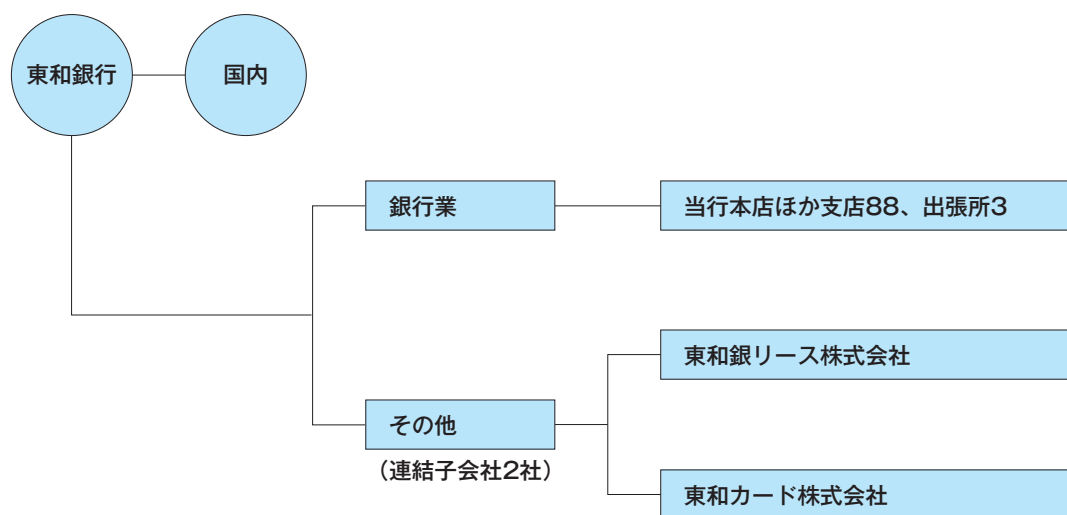 東和銀行
国内
銀行業
当行本店ほか支店88、出張所3
東和銀リース株式会社
その他
（連結子会社2社）
東和カード株式会社